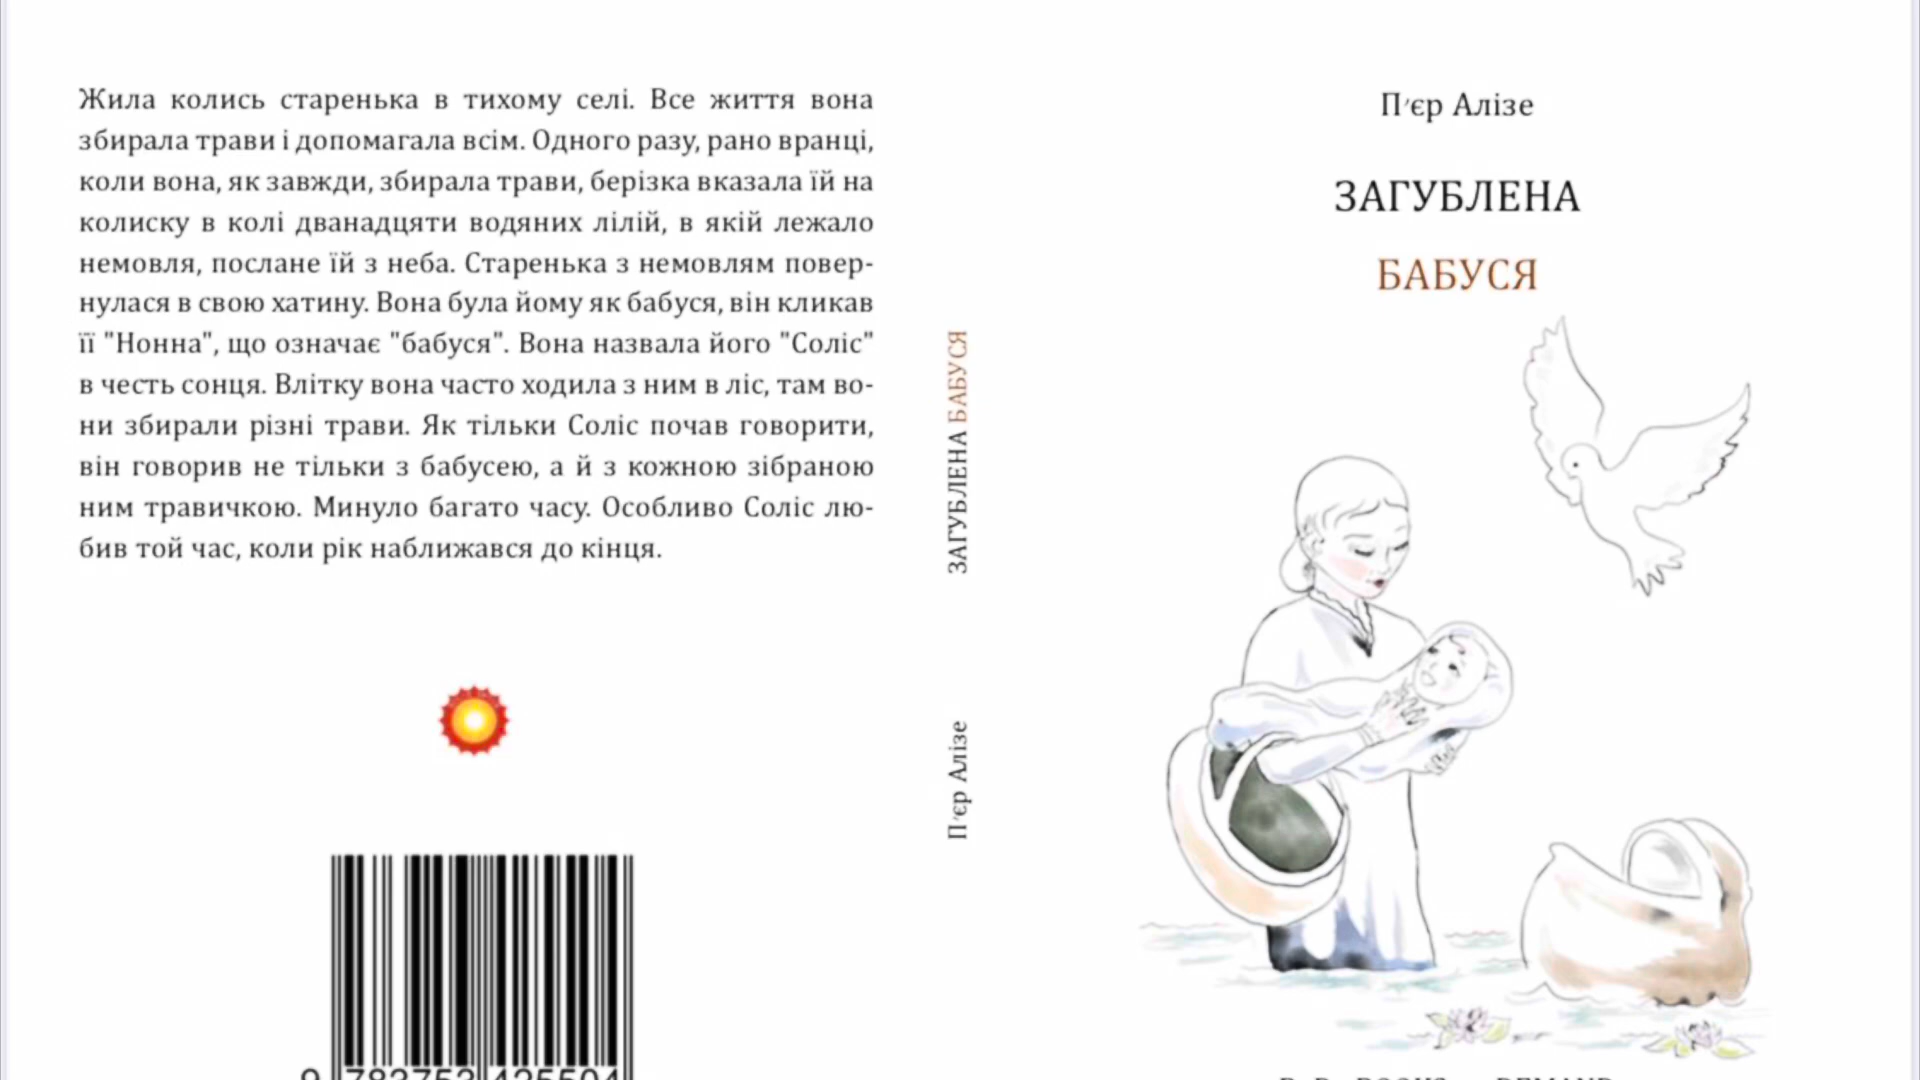 Жила колись старенька в тихому селі. Все життя вона
збирала трави і допомагала всім. Одного разу, рано вранці,
коли вона, як завжди, збирала трави, берізка вказала їй на
колиску в колі дванадцяти водяних лілій, в якій лежало
немовля, послане їй з неба. Старенька з немовлям повер-
нулася в свою хатину. Вона була йому як бабуся, він кликав
її "Нонна", що означає "бабуся". Вона назвала його "Соліс"
в честь сонця. Влітку вона часто ходила з ним в ліс, там во-
ни збирали різні трави. Як тільки Соліс почав говорити,
він говорив не тільки з бабусею, а й з кожною зібраною
ним травичкою. Минуло багато часу. Особливо Соліс лю-
бив той час, коли рік наближався до кінця.
9 783753 425504
ЗАГУБЛЕНА БАБУСЯ
П'єр Алізе
П'єр Алізе
ЗАГУБЛЕНА
БАБУСЯ